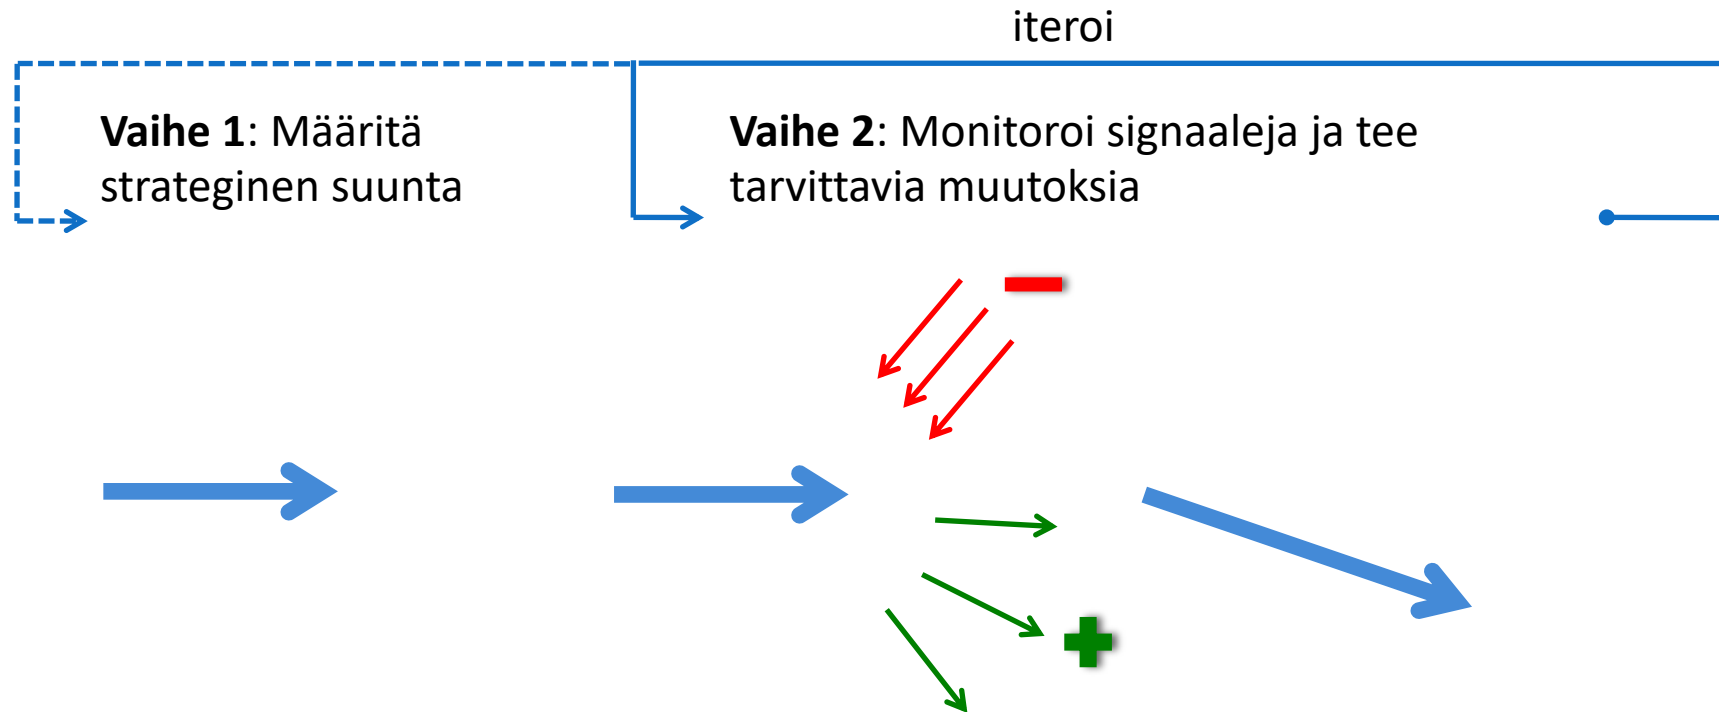 iteroi
Vaihe 1: Määritä
strateginen suunta
Vaihe 2: Monitoroi signaaleja ja tee
tarvittavia muutoksia